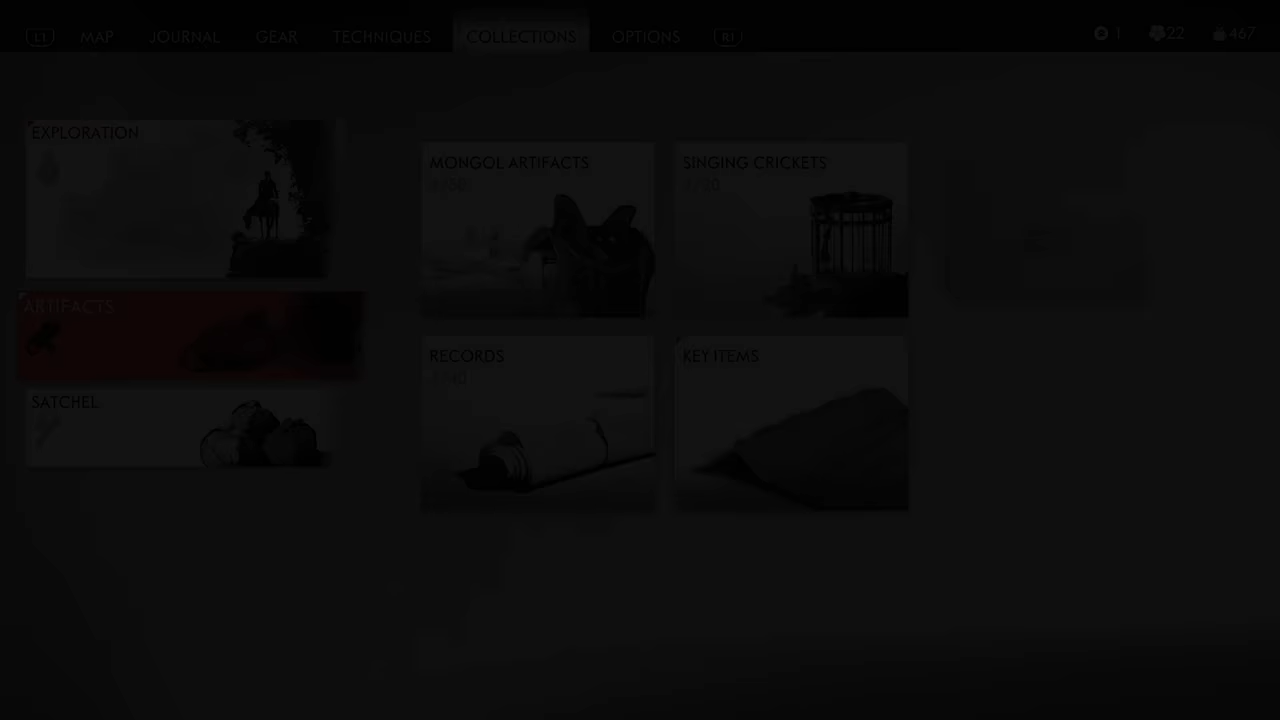 L1 MAP JOURNAL GEAR TECHNIQUES COLLECTIONS OPTIONS R1 1 22 467
EXPLORATION
ARTIFACTS
SATCHEL
MONGOL ARTIFACTS
SINGING CRICKETS
RECORDS
KEY ITEMS